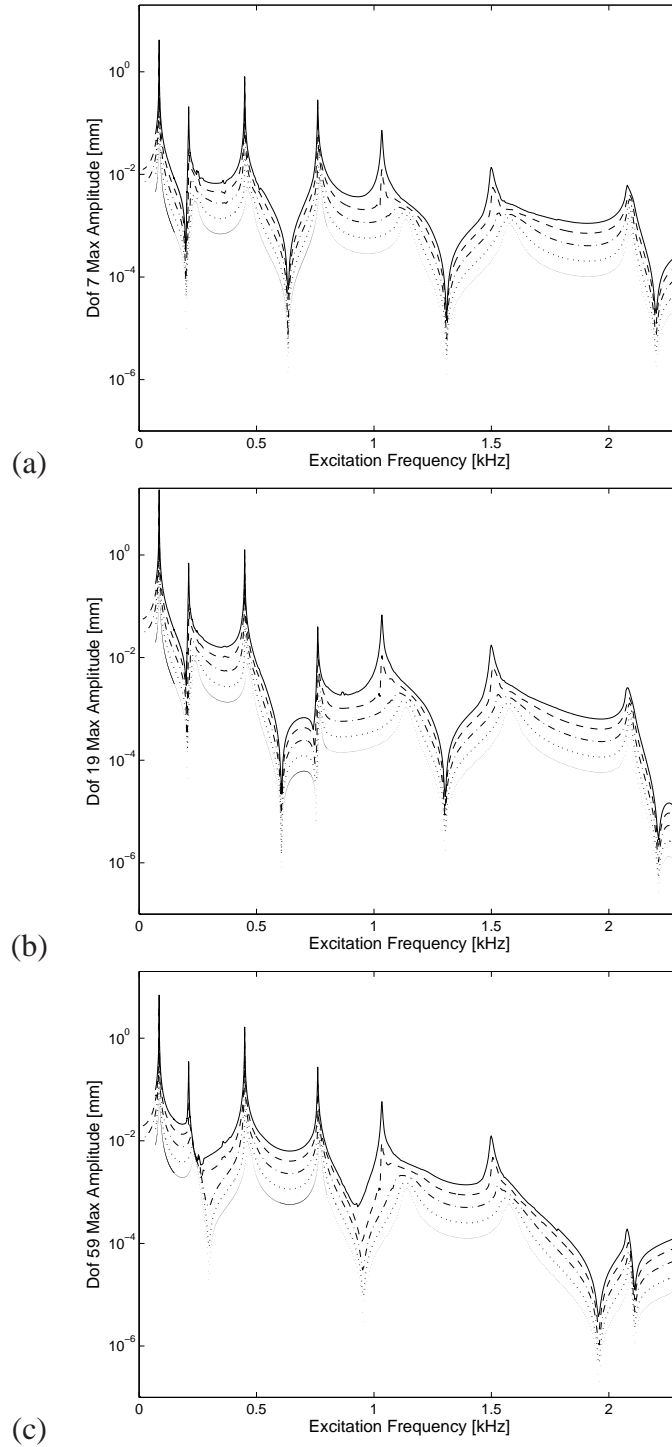 10^0
10^-2
10^-4
10^-6
Dof 7 Max Amplitude [mm]
0 0.5 1 1.5 2
Excitation Frequency [kHz]
(a)
10^0
10^-2
10^-4
10^-6
Dof 19 Max Amplitude [mm]
0 0.5 1 1.5 2
Excitation Frequency [kHz]
(b)
10^0
10^-2
10^-4
10^-6
Dof 59 Max Amplitude [mm]
0 0.5 1 1.5 2
Excitation Frequency [kHz]
(c)